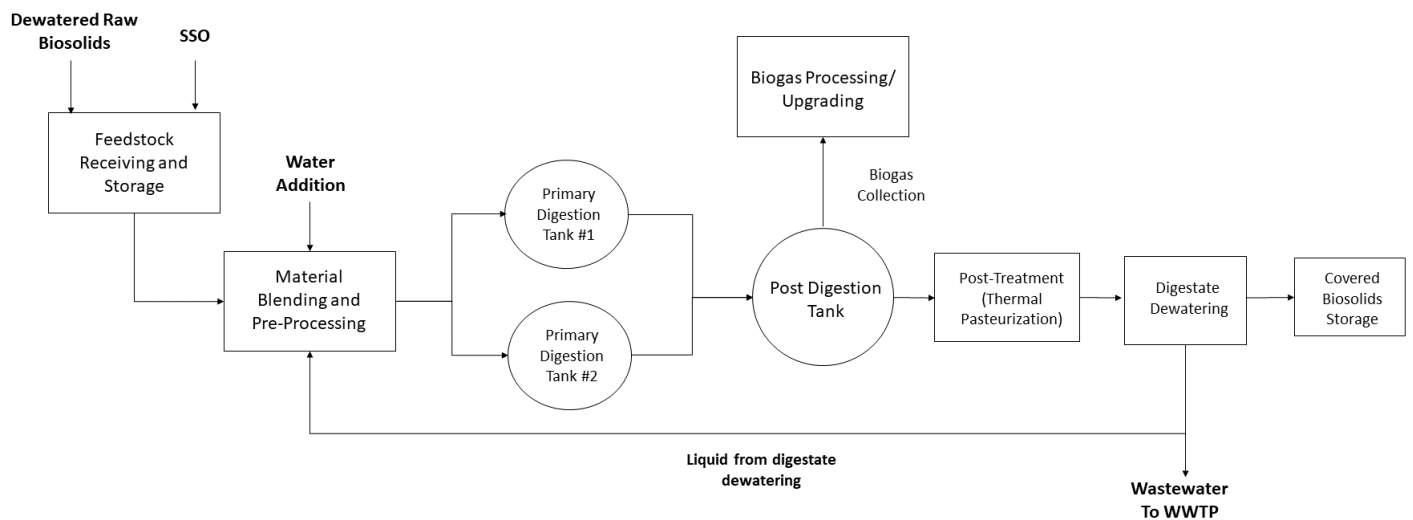 Dewatered Raw
Biosolids
SSO
Feedstock
Receiving and
Storage
Water
Addition
Material
Blending and
Pre-Processing
Primary
Digestion
Tank #1
Primary
Digestion
Tank #2
Biogas Processing/
Upgrading
Biogas
Collection
Post Digestion
Tank
Post-Treatment
(Thermal
Pasteurization)
Digestate
Dewatering
Covered
Biosolids
Storage
Liquid from digestate
dewatering
Wastewater
To WWTP